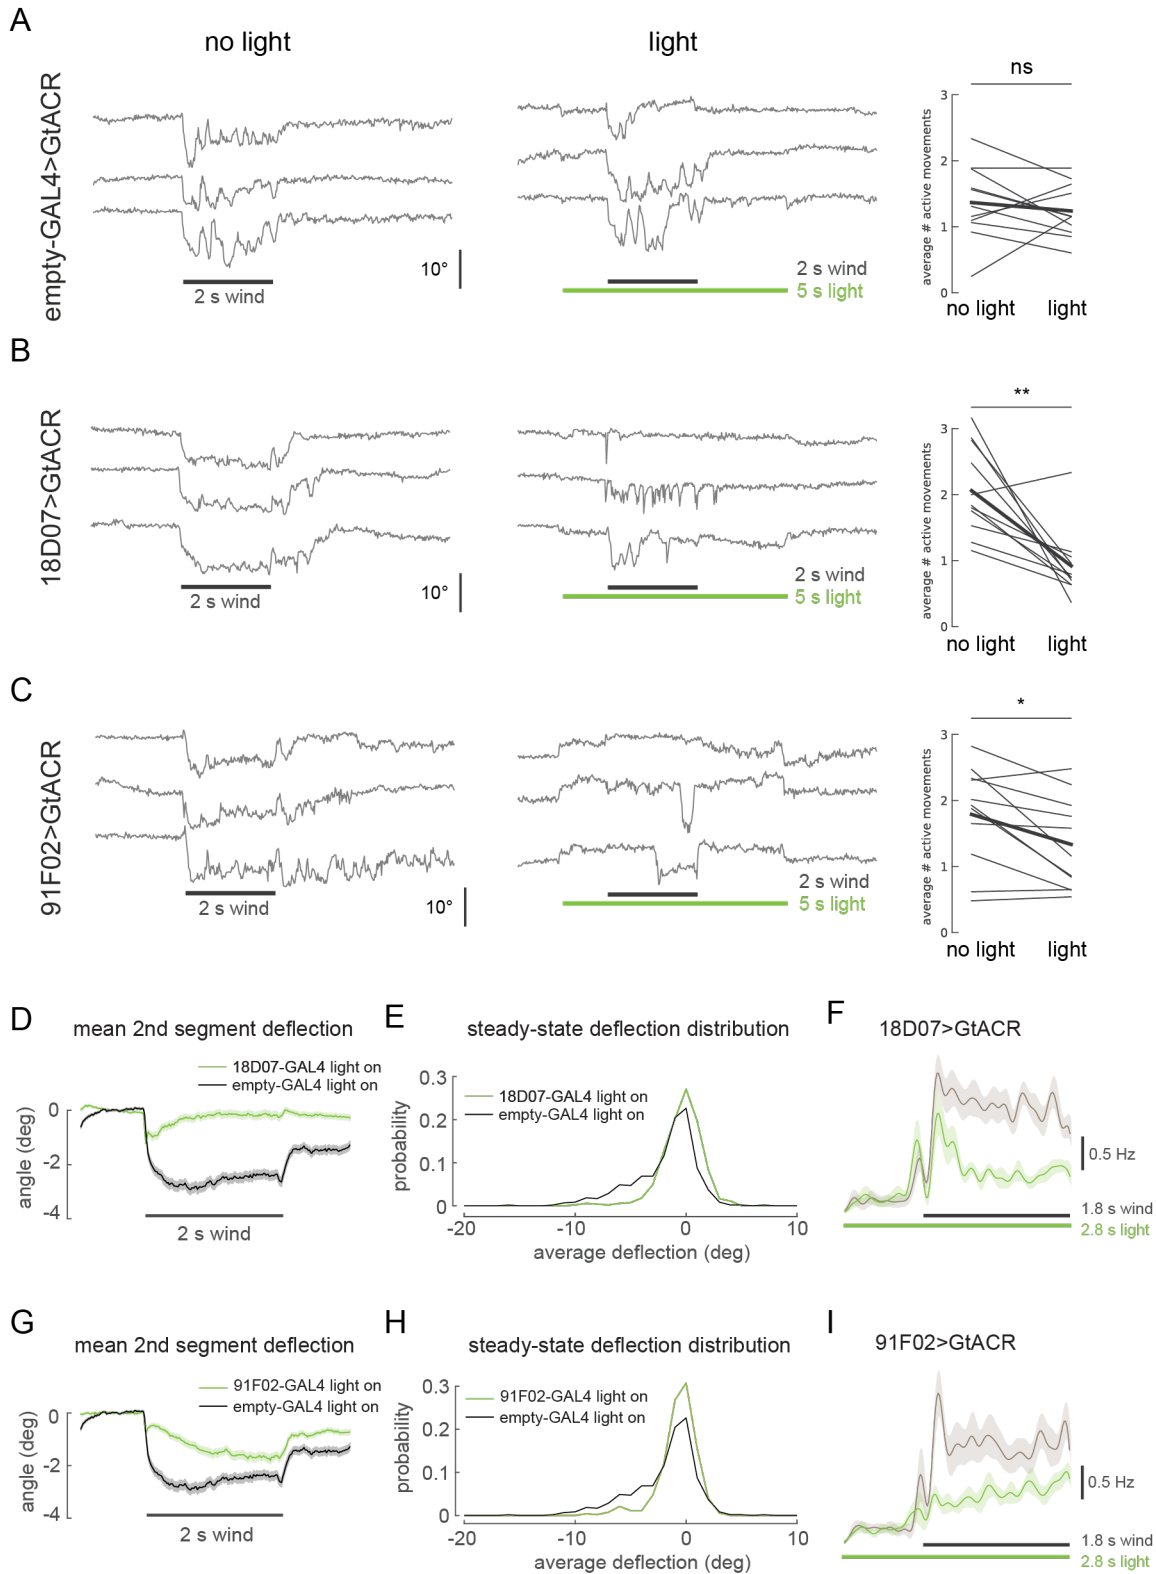 A
no light
light
empty-GAL4>GtACR
10°
2 s wind
2 s wind
5 s light
ns
average # active movements
3
2
1
0
no light
light
B
18D07>GtACR
10°
2 s wind
2 s wind
5 s light
**
average # active movements
3
2
1
0
no light
light
C
91F02>GtACR
10°
2 s wind
2 s wind
5 s light
*
average # active movements
3
2
1
0
no light
light
D
mean 2nd segment deflection
18D07-GAL4 light on
empty-GAL4 light on
angle (deg)
0
-2
-4
2 s wind
E
steady-state deflection distribution
18D07-GAL4 light on
empty-GAL4 light on
probability
0.3
0.2
0.1
0
-20
-10
0
10
average deflection (deg)
F
18D07>GtACR
0.5 Hz
1.8 s wind
2.8 s light
G
mean 2nd segment deflection
91F02-GAL4 light on
empty-GAL4 light on
angle (deg)
0
-2
-4
2 s wind
H
steady-state deflection distribution
91F02-GAL4 light on
empty-GAL4 light on
probability
0.3
0.2
0.1
0
-20
-10
0
10
average deflection (deg)
I
91F02>GtACR
0.5 Hz
1.8 s wind
2.8 s light